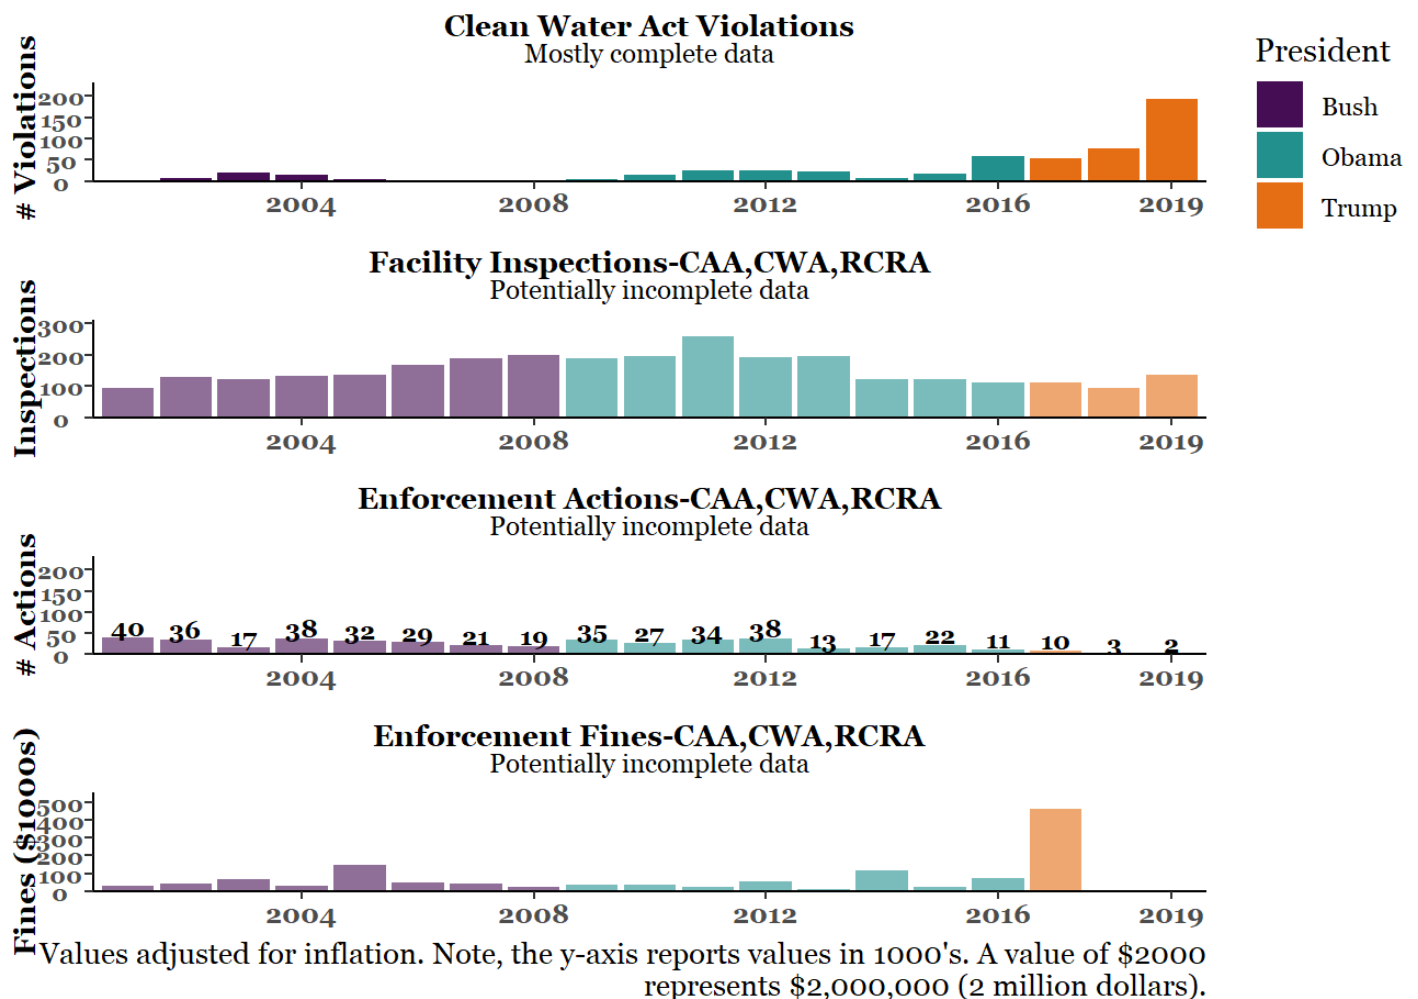 Clean Water Act Violations
Mostly complete data
# Violations
200
150
100
50
0
2004 2008 2012 2016 2019
President
Bush
Obama
Trump
Facility Inspections-CAA,CWA,RCRA
Potentially incomplete data
Inspections
300
200
100
0
2004 2008 2012 2016 2019
Enforcement Actions-CAA,CWA,RCRA
Potentially incomplete data
# Actions
200
150
100
50
0
40 36 17 38 32 29 21 19 35 27 34 38 13 17 22 11 10 3 2
2004 2008 2012 2016 2019
Enforcement Fines-CAA,CWA,RCRA
Potentially incomplete data
Fines ($1000s)
500
400
300
200
100
0
2004 2008 2012 2016 2019
Values adjusted for inflation. Note, the y-axis reports values in 1000's. A value of $2000
represents $2,000,000 (2 million dollars).